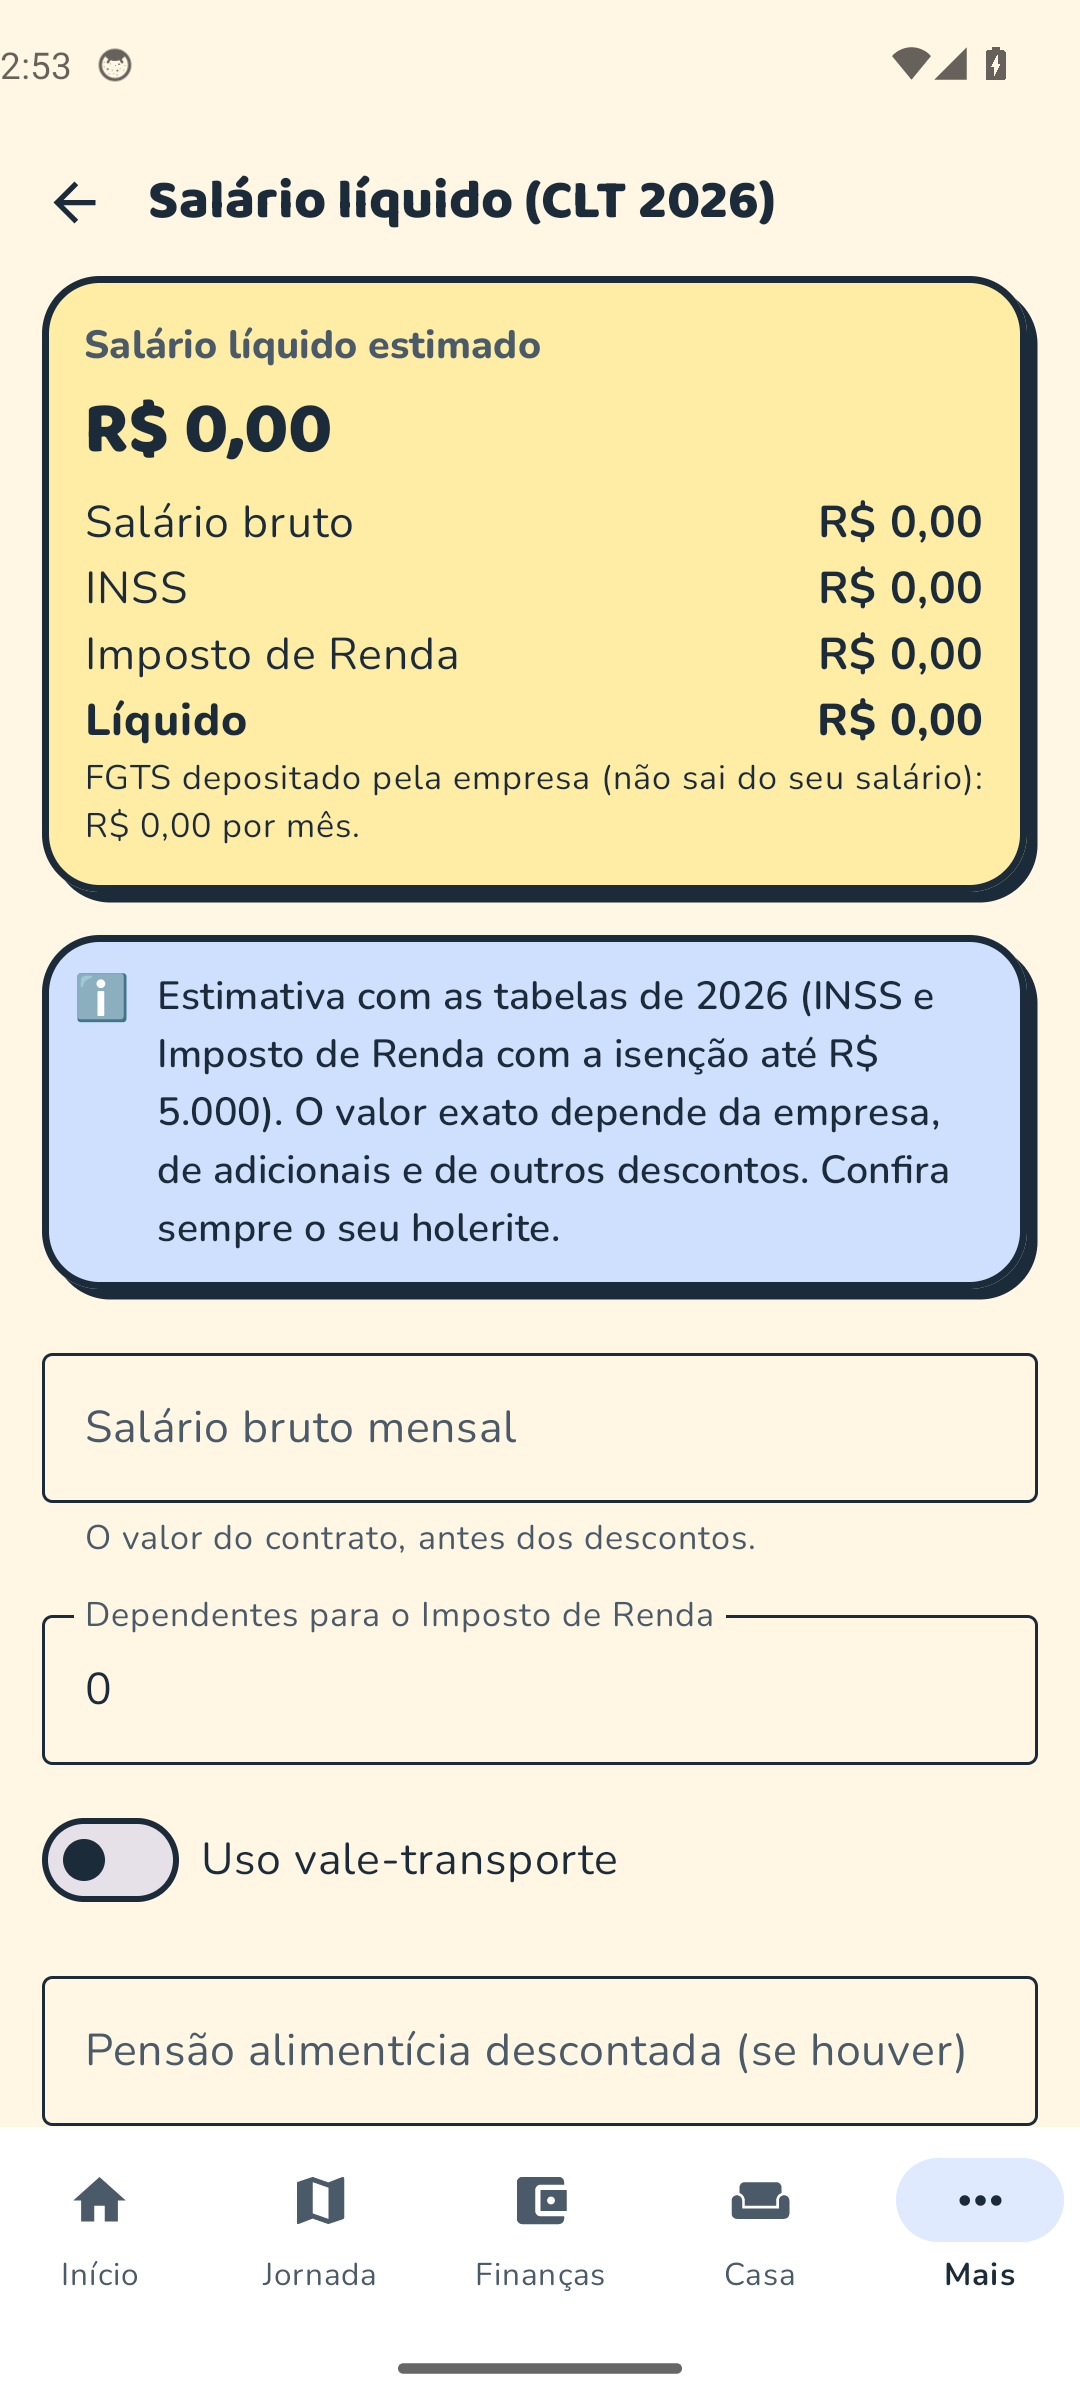 2:53
Salário líquido (CLT 2026)
Salário líquido estimado
R$ 0,00
Salário bruto R$ 0,00
INSS R$ 0,00
Imposto de Renda R$ 0,00
Líquido R$ 0,00
FGTS depositado pela empresa (não sai do seu salário):
R$ 0,00 por mês.
Estimativa com as tabelas de 2026 (INSS e
Imposto de Renda com a isenção até R$
5.000). O valor exato depende da empresa,
de adicionais e de outros descontos. Confira
sempre o seu holerite.
Salário bruto mensal
O valor do contrato, antes dos descontos.
Dependentes para o Imposto de Renda
0
Uso vale-transporte
Pensão alimentícia descontada (se houver)
Início Jornada Finanças Casa Mais